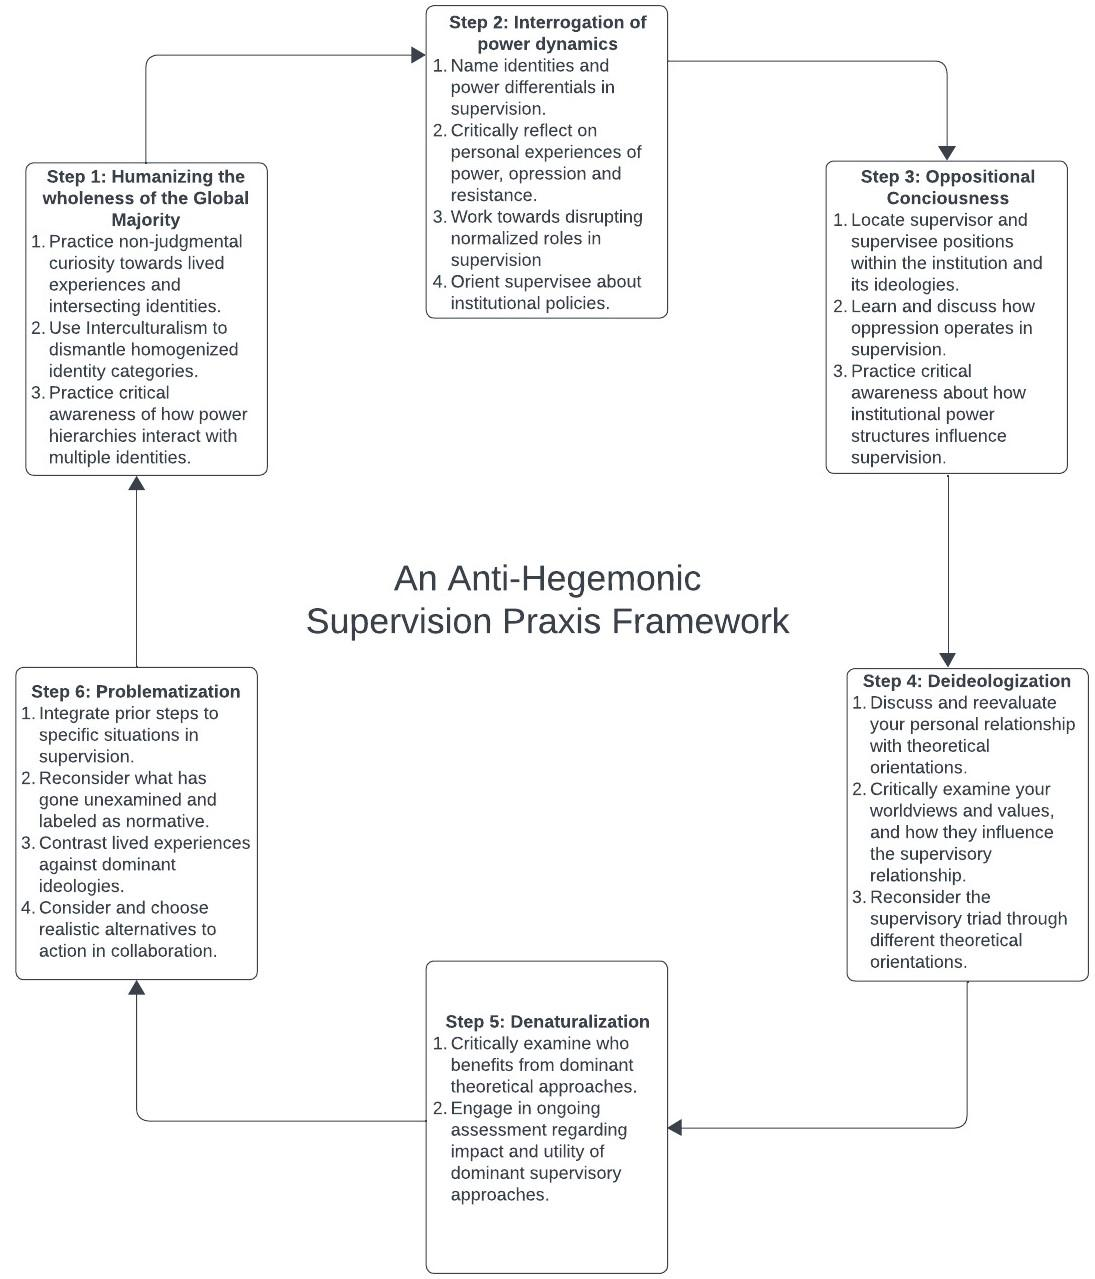 Step 2: Interrogation of
power dynamics
1. Name identities and
power differentials in
supervision.
2. Critically reflect on
personal experiences of
power, opression and
resistance.
3. Work towards disrupting
normalized roles in
supervision
4. Orient supervisee about
institutional policies.
Step 1: Humanizing the
wholeness of the Global
Majority
1. Practice non-judgmental
curiosity towards lived
experiences and
intersecting identities.
2. Use Interculturalism to
dismantle homogenized
identity categories.
3. Practice critical
awareness of how power
hierarchies interact with
multiple identities.
Step 3: Oppositional
Conciousness
1. Locate supervisor and
supervisee positions
within the institution and
its ideologies.
2. Learn and discuss how
oppression operates in
supervision.
3. Practice critical
awareness about how
institutional power
structures influence
supervision.
An Anti-Hegemonic
Supervision Praxis Framework
Step 6: Problematization
1. Integrate prior steps to
specific situations in
supervision.
2. Reconsider what has
gone unexamined and
labeled as normative.
3. Contrast lived experiences
against dominant
ideologies.
4. Consider and choose
realistic alternatives to
action in collaboration.
Step 4: Deideologization
1. Discuss and reevaluate
your personal relationship
with theoretical
orientations.
2. Critically examine your
worldviews and values,
and how they influence
the supervisory
relationship.
3. Reconsider the
supervisory triad through
different theoretical
orientations.
Step 5: Denaturalization
1. Critically examine who
benefits from dominant
theoretical approaches.
2. Engage in ongoing
assessment regarding
impact and utility of
dominant supervisory
approaches.